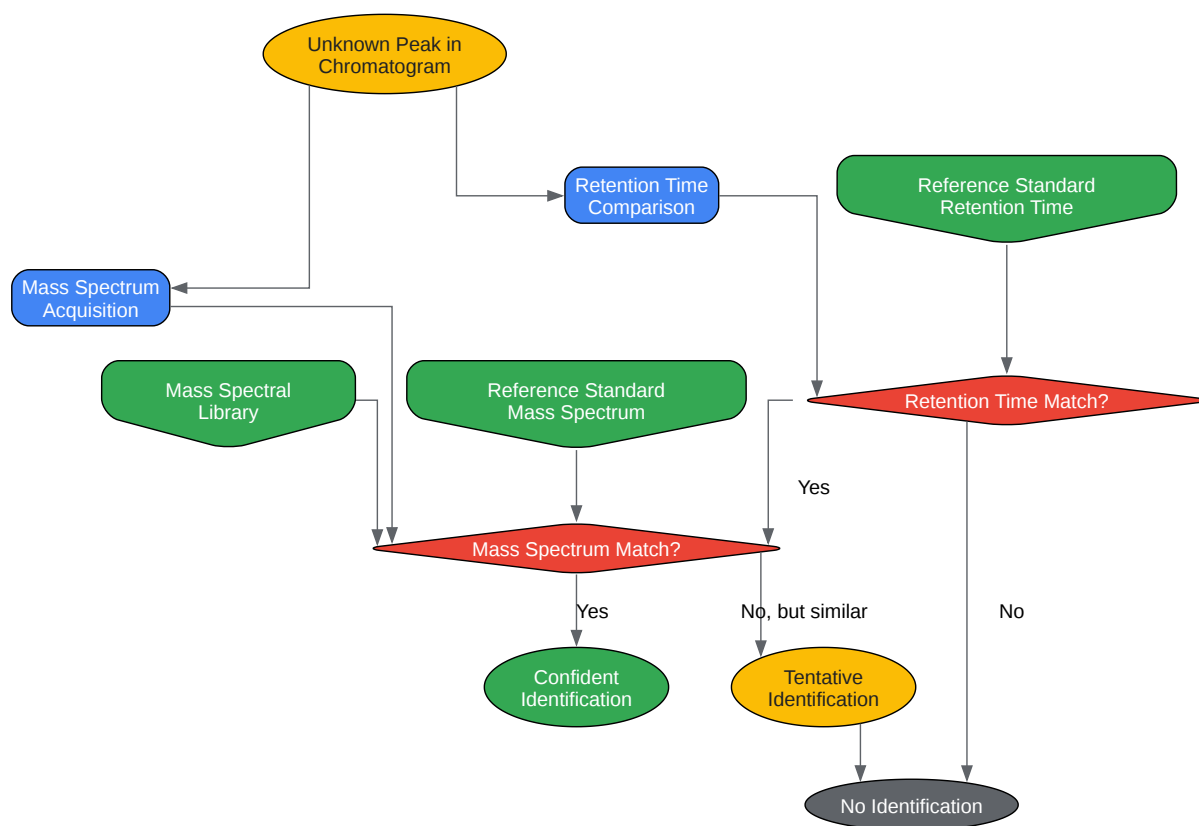 Unknown Peak in
Chromatogram
Retention Time
Comparison
Reference Standard
Retention Time
Mass Spectrum
Acquisition
Mass Spectral
Library
Reference Standard
Mass Spectrum
Retention Time Match?
Yes
Mass Spectrum Match?
Yes
No, but similar
No
Confident
Identification
Tentative
Identification
No Identification